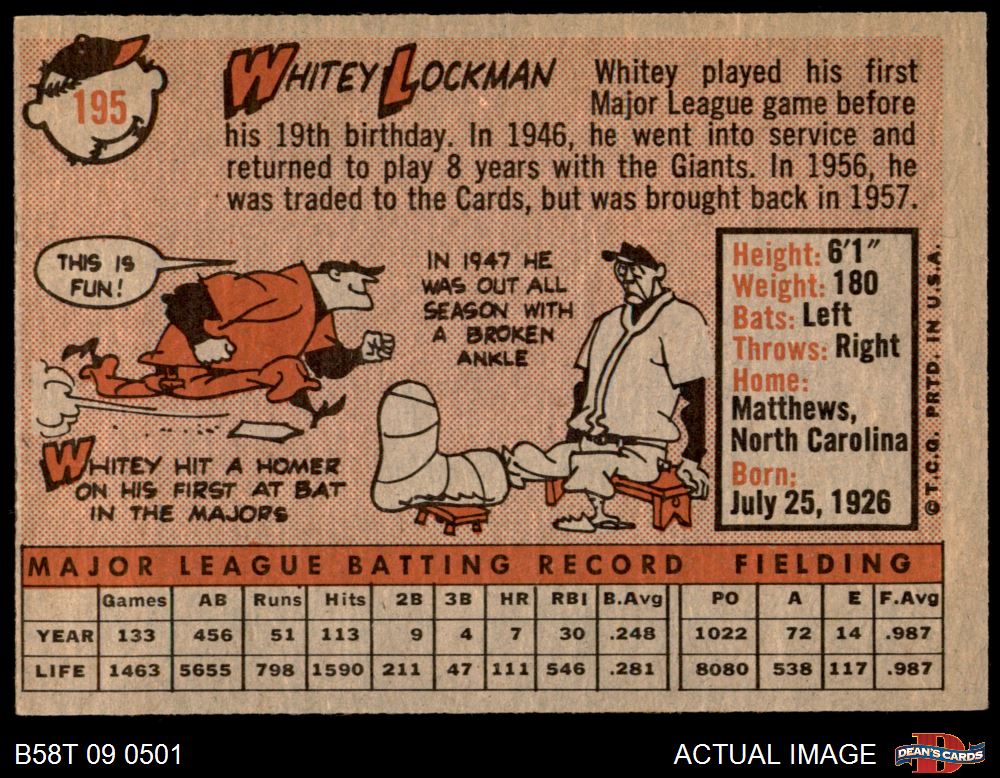 195
WHITEY LOCKMAN
Whitey played his first
Major League game before
his 19th birthday. In 1946, he went into service and
returned to play 8 years with the Giants. In 1956, he
was traded to the Cards, but was brought back in 1957.
THIS IS
FUN!
WHITEY HIT A HOMER
ON HIS FIRST AT BAT
IN THE MAJORS
IN 1947 HE
WAS OUT ALL
SEASON WITH
A BROKEN
ANKLE
Height: 6'1"
Weight: 180
Bats: Left
Throws: Right
Home:
Matthews,
North Carolina
Born:
July 25, 1926
© T.C.G. PRTD. IN U.S.A.
MAJOR LEAGUE BATTING RECORD FIELDING
Games AB Runs Hits 2B 3B HR RBI B.Avg PO A E F.Avg
YEAR 133 456 51 113 9 4 7 30 .248 1022 72 14 .987
LIFE 1463 5655 798 1590 211 47 111 546 .281 8080 538 117 .987
B58T 09 0501
ACTUAL IMAGE
D
DEAN'S CARDS